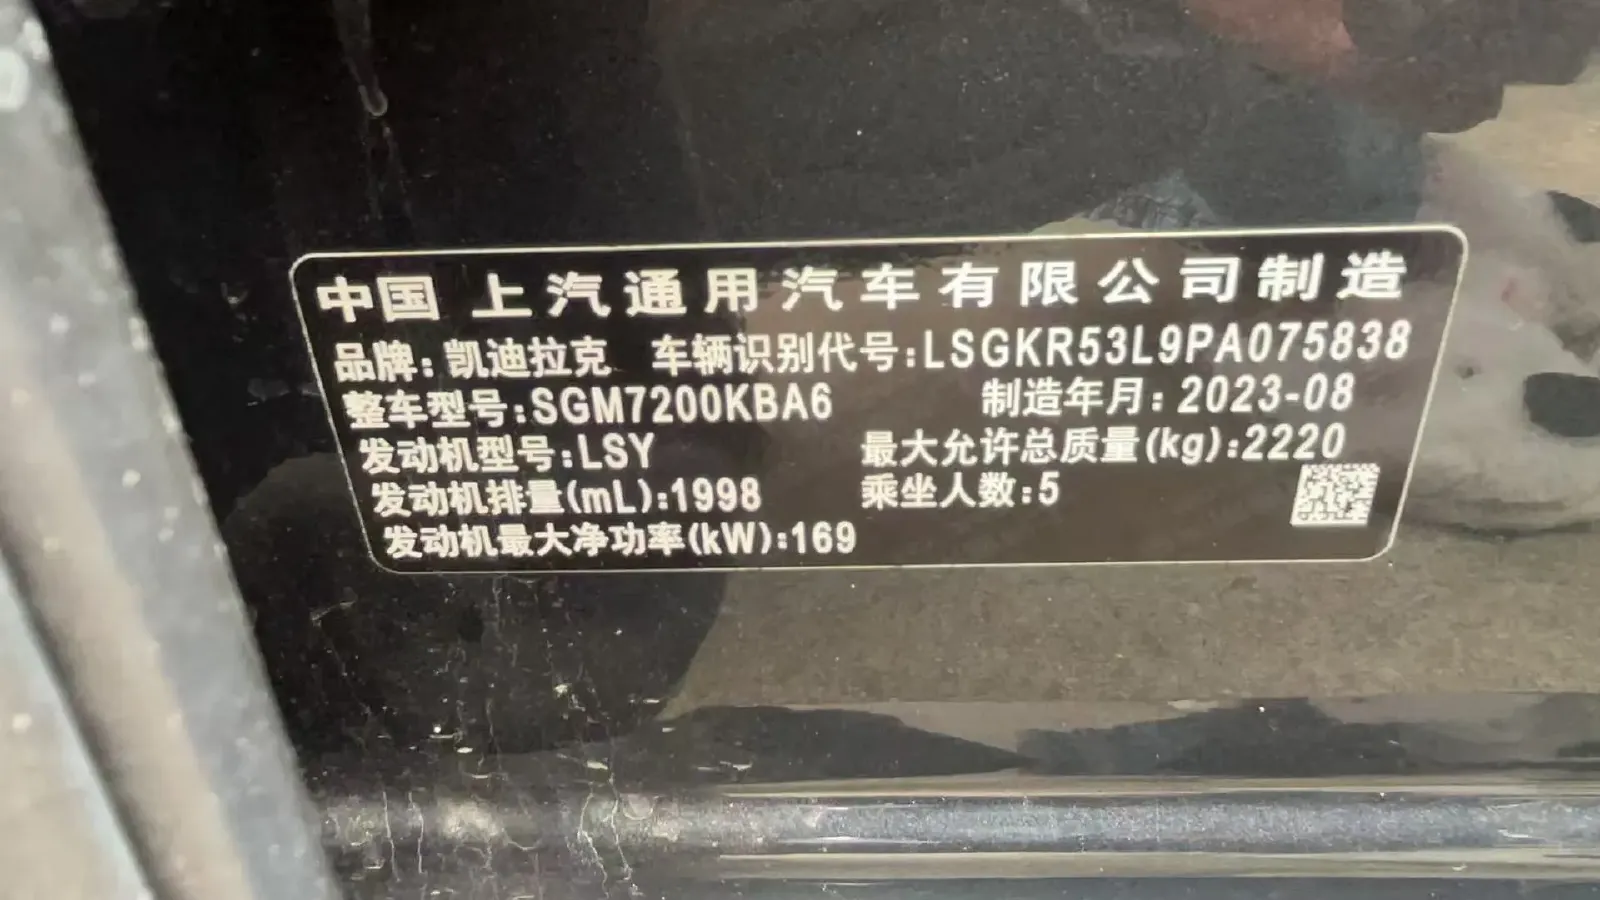 中国 上汽通用汽车有限公司制造
品牌:凯迪拉克 车辆识别代号:LSGKR53L9PA075838
整车型号:SGM7200KBA6 制造年月:2023-08
发动机型号:LSY 最大允许总质量(kg):2220
发动机排量(mL):1998 乘坐人数:5
发动机最大净功率(kW):169